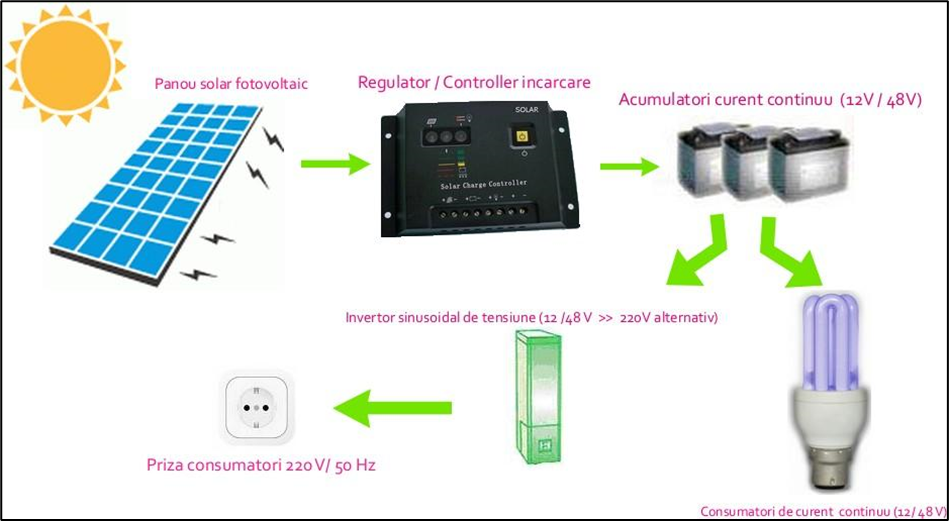 Panou solar fotovoltaic
Regulator / Controller incarcare
Acumulatori curent continuu (12V / 48V)
SOLAR
Solar Charge Controller
Invertor sinusoidal de tensiune (12 /48 V >> 220V alternativ)
Priza consumatori 220 V/ 50 Hz
Consumatori de curent continuu (12/ 48 V)